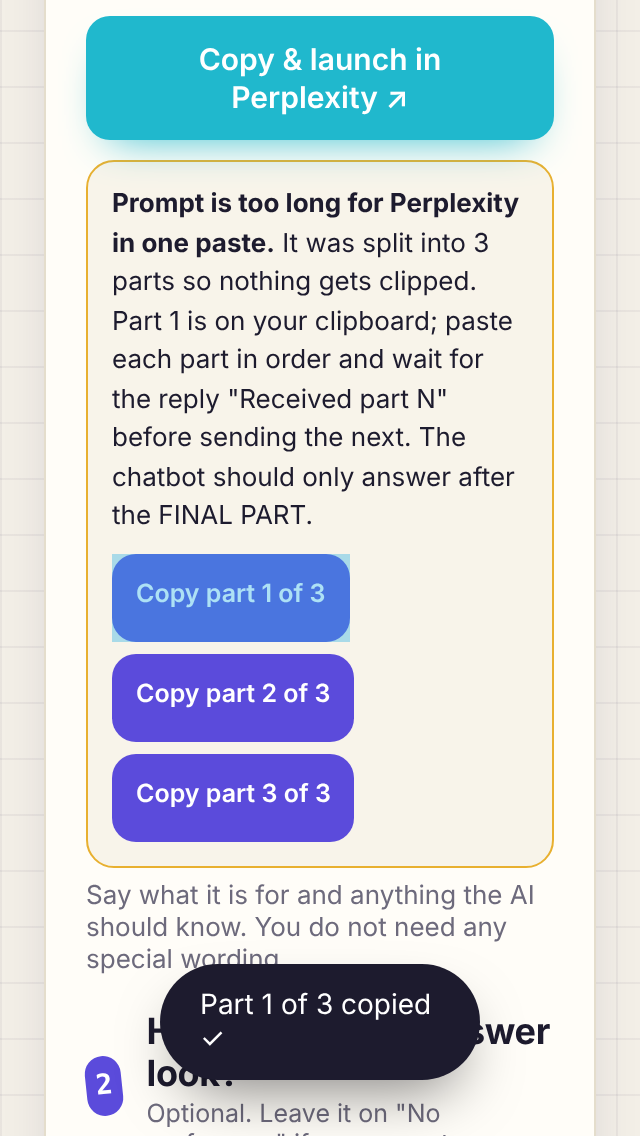 Copy & launch in
Perplexity ↗
Prompt is too long for Perplexity
in one paste. It was split into 3
parts so nothing gets clipped.
Part 1 is on your clipboard; paste
each part in order and wait for
the reply "Received part N"
before sending the next. The
chatbot should only answer after
the FINAL PART.
Copy part 1 of 3
Copy part 2 of 3
Copy part 3 of 3
Say what it is for and anything the AI
should know. You do not need any
special wording
Part 1 of 3 copied
✓
2
look?
Optional. Leave it on "No